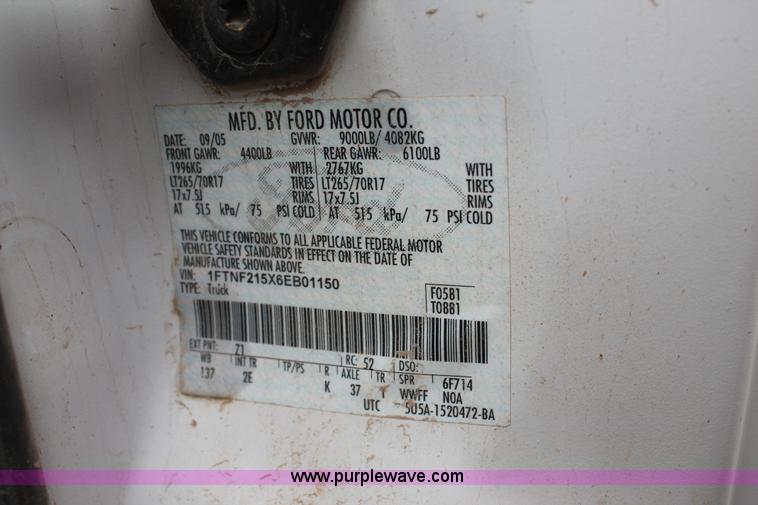 MFD. BY FORD MOTOR CO.
DATE: 09/05 GVWR: 9000LB/ 4082KG
FRONT GAWR: 4400LB REAR GAWR: 6100LB
1996KG WITH 2767KG WITH
LT265/70R17 TIRES LT265/70R17 TIRES
17x7.5J RIMS 17x7.5J RIMS
AT 515 kPa/ 75 PSI COLD AT 515 kPa/ 75 PSI COLD
THIS VEHICLE CONFORMS TO ALL APPLICABLE FEDERAL MOTOR
VEHICLE SAFETY STANDARDS IN EFFECT ON THE DATE OF
MANUFACTURE SHOWN ABOVE.
VIN: 1FTNF215X6EB01150
TYPE: Truck
F0581
T0881
EXT PNT: Z1 RC: 52 DSO:
WB INT TR TP/PS R AXLE TR SPR 6F714
137 2E K 37 T WWFF NOA
UTC 5U5A-1520472-BA
www.purplewave.com